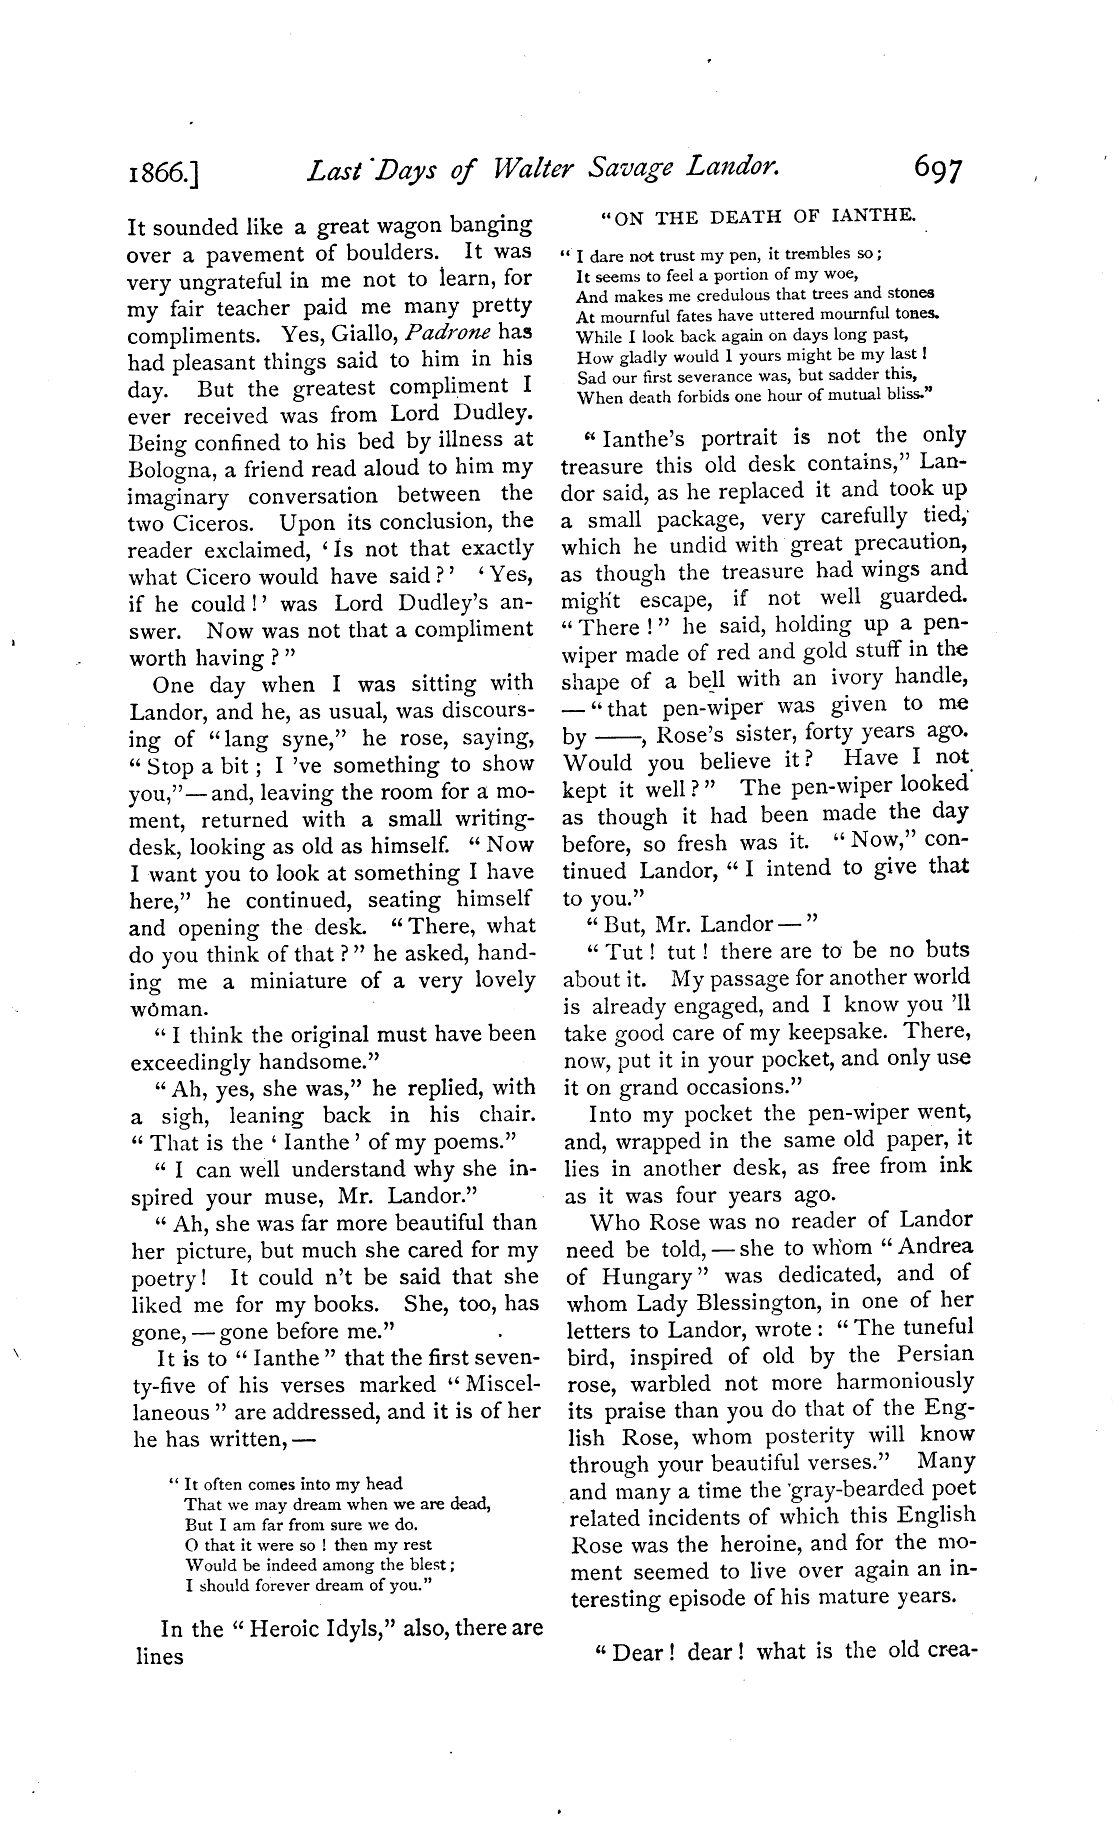 1866.] Last Days of Walter Savage Landor. 697
It sounded like a great wagon banging
over a pavement of boulders. It was
very ungrateful in me not to learn, for
my fair teacher paid me many pretty
compliments. Yes, Giallo, Padrone has
had pleasant things said to him in his
day. But the greatest compliment I
ever received was from Lord Dudley.
Being confined to his bed by illness at
Bologna, a friend read aloud to him my
imaginary conversation between the
two Ciceros. Upon its conclusion, the
reader exclaimed, ‘Is not that exactly
what Cicero would have said?’ ‘Yes,
if he could!’ was Lord Dudley's an-
swer. Now was not that a compliment
worth having?”
One day when I was sitting with
Landor, and he, as usual, was discours-
ing of “lang syne,” he rose, saying,
“Stop a bit; I 've something to show
you,”—and, leaving the room for a mo-
ment, returned with a small writing-
desk, looking as old as himself. “Now
I want you to look at something I have
here,” he continued, seating himself
and opening the desk. “There, what
do you think of that?” he asked, hand-
ing me a miniature of a very lovely
woman.
“I think the original must have been
exceedingly handsome.”
“Ah, yes, she was,” he replied, with
a sigh, leaning back in his chair.
“That is the ‘Ianthe’ of my poems.”
“I can well understand why she in-
spired your muse, Mr. Landor.”
“Ah, she was far more beautiful than
her picture, but much she cared for my
poetry! It could n't be said that she
liked me for my books. She, too, has
gone,—gone before me.”
It is to “Ianthe” that the first seven-
ty-five of his verses marked “Miscel-
laneous” are addressed, and it is of her
he has written,—
“It often comes into my head
That we may dream when we are dead,
But I am far from sure we do.
O that it were so! then my rest
Would be indeed among the blest;
I should forever dream of you.”
In the “Heroic Idyls,” also, there are
lines
“ON THE DEATH OF IANTHE.
“I dare not trust my pen, it trembles so;
It seems to feel a portion of my woe,
And makes me credulous that trees and stones
At mournful fates have uttered mournful tones.
While I look back again on days long past,
How gladly would I yours might be my last!
Sad our first severance was, but sadder this,
When death forbids one hour of mutual bliss.”
“Ianthe's portrait is not the only
treasure this old desk contains,” Lan-
dor said, as he replaced it and took up
a small package, very carefully tied,
which he undid with great precaution,
as though the treasure had wings and
might escape, if not well guarded.
“There!” he said, holding up a pen-
wiper made of red and gold stuff in the
shape of a bell with an ivory handle,
—“that pen-wiper was given to me
by ——, Rose's sister, forty years ago.
Would you believe it? Have I not
kept it well?” The pen-wiper looked
as though it had been made the day
before, so fresh was it. “Now,” con-
tinued Landor, “I intend to give that
to you.”
“But, Mr. Landor—”
“Tut! tut! there are to be no buts
about it. My passage for another world
is already engaged, and I know you 'll
take good care of my keepsake. There,
now, put it in your pocket, and only use
it on grand occasions.”
Into my pocket the pen-wiper went,
and, wrapped in the same old paper, it
lies in another desk, as free from ink
as it was four years ago.
Who Rose was no reader of Landor
need be told,—she to whom “Andrea
of Hungary” was dedicated, and of
whom Lady Blessington, in one of her
letters to Landor, wrote: “The tuneful
bird, inspired of old by the Persian
rose, warbled not more harmoniously
its praise than you do that of the Eng-
lish Rose, whom posterity will know
through your beautiful verses.” Many
and many a time the gray-bearded poet
related incidents of which this English
Rose was the heroine, and for the mo-
ment seemed to live over again an in-
teresting episode of his mature years.
“Dear! dear! what is the old crea-